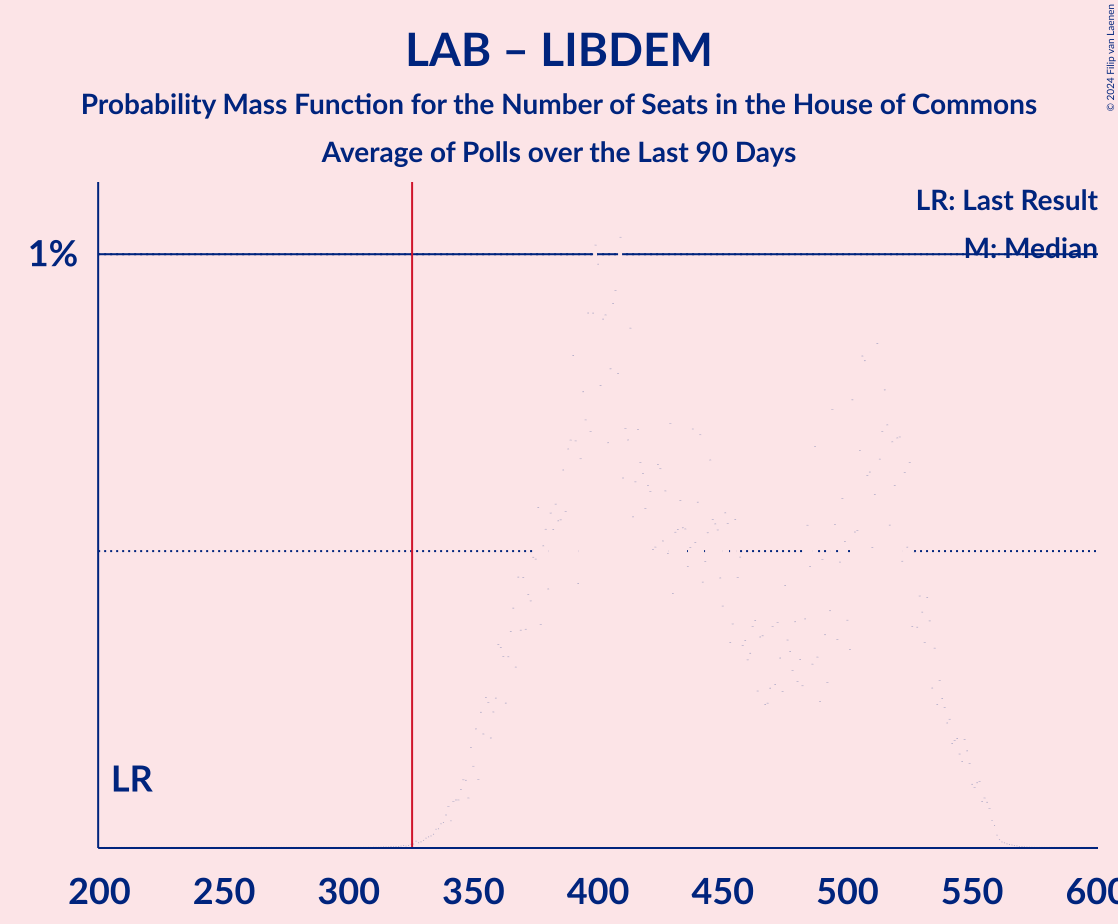 LAB – LIBDEM
Probability Mass Function for the Number of Seats in the House of Commons
Average of Polls over the Last 90 Days
© 2024 Filip van Laenen
LR: Last Result
M: Median
1%
LR
200 250 300 350 400 450 500 550 600